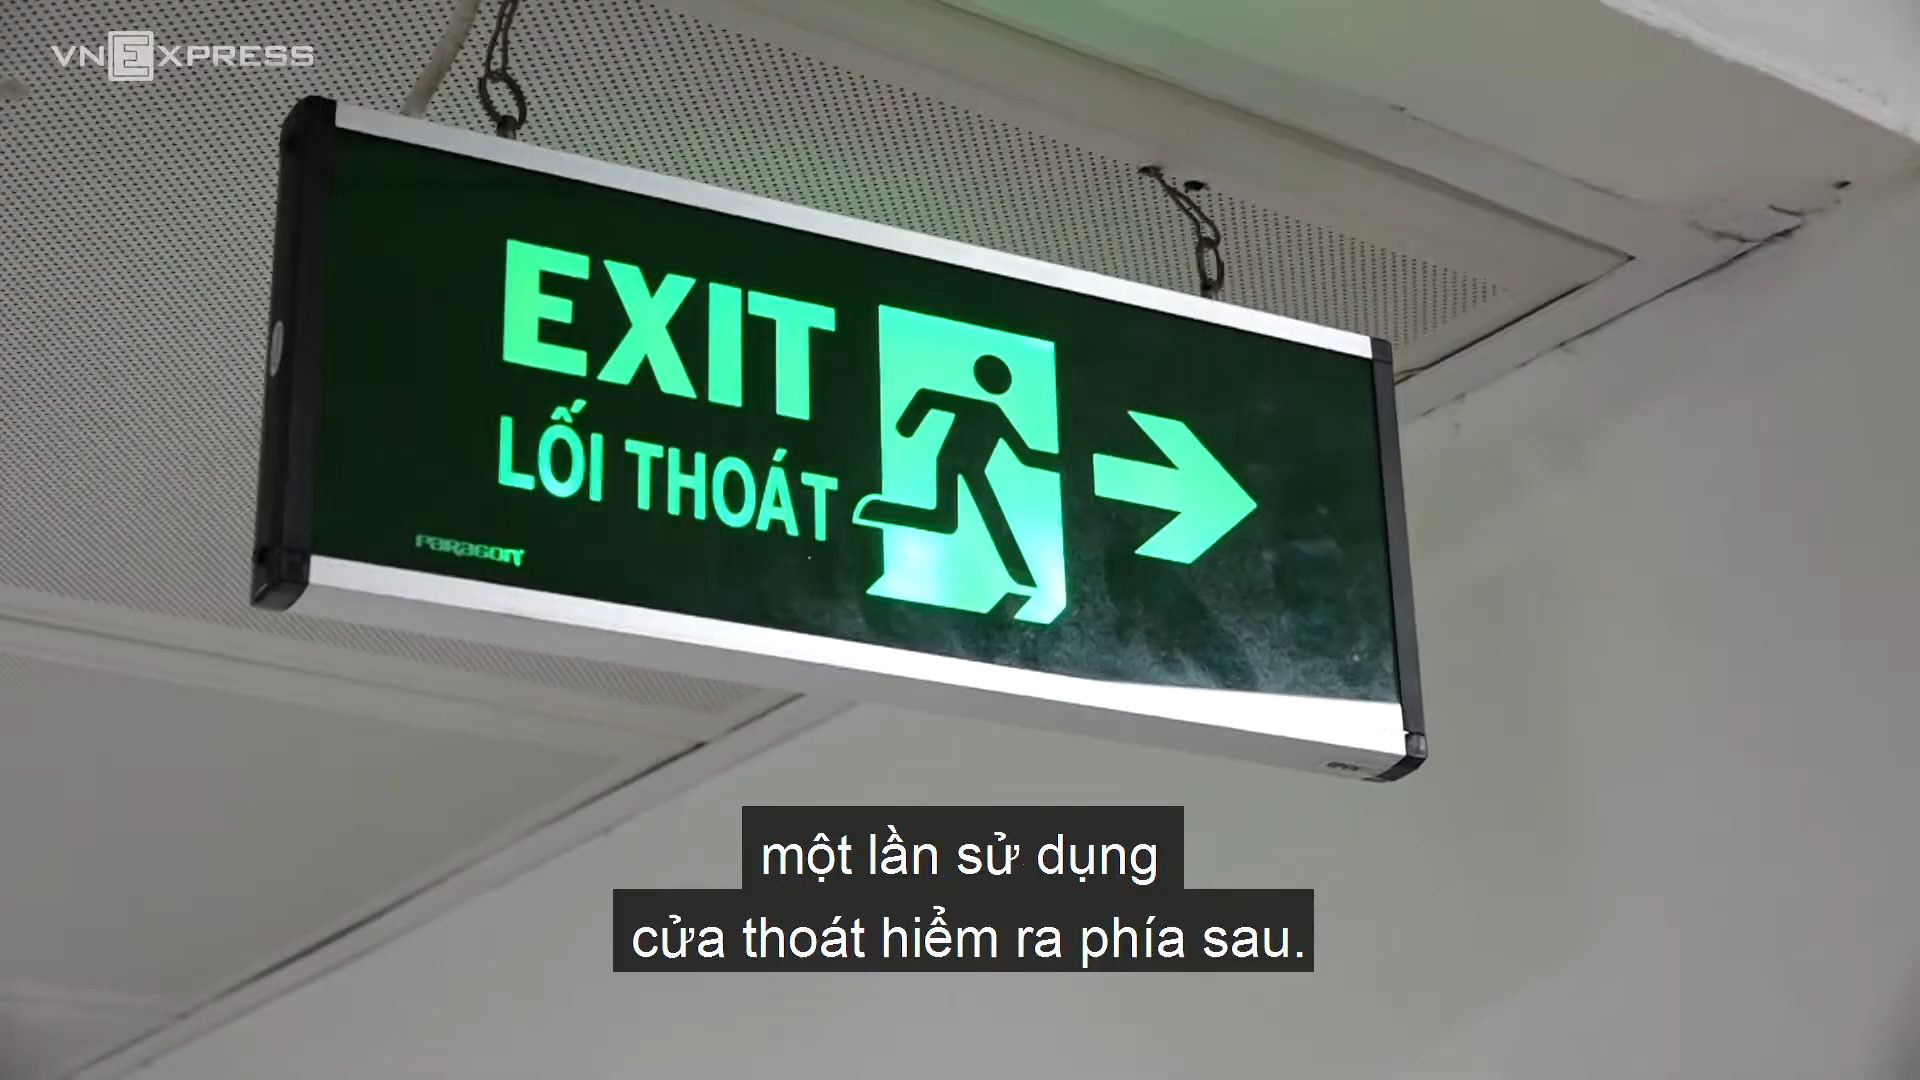 VNEXPRESS
EXIT
LỐI THOÁT
PARAGON
một lần sử dụng
cửa thoát hiểm ra phía sau.